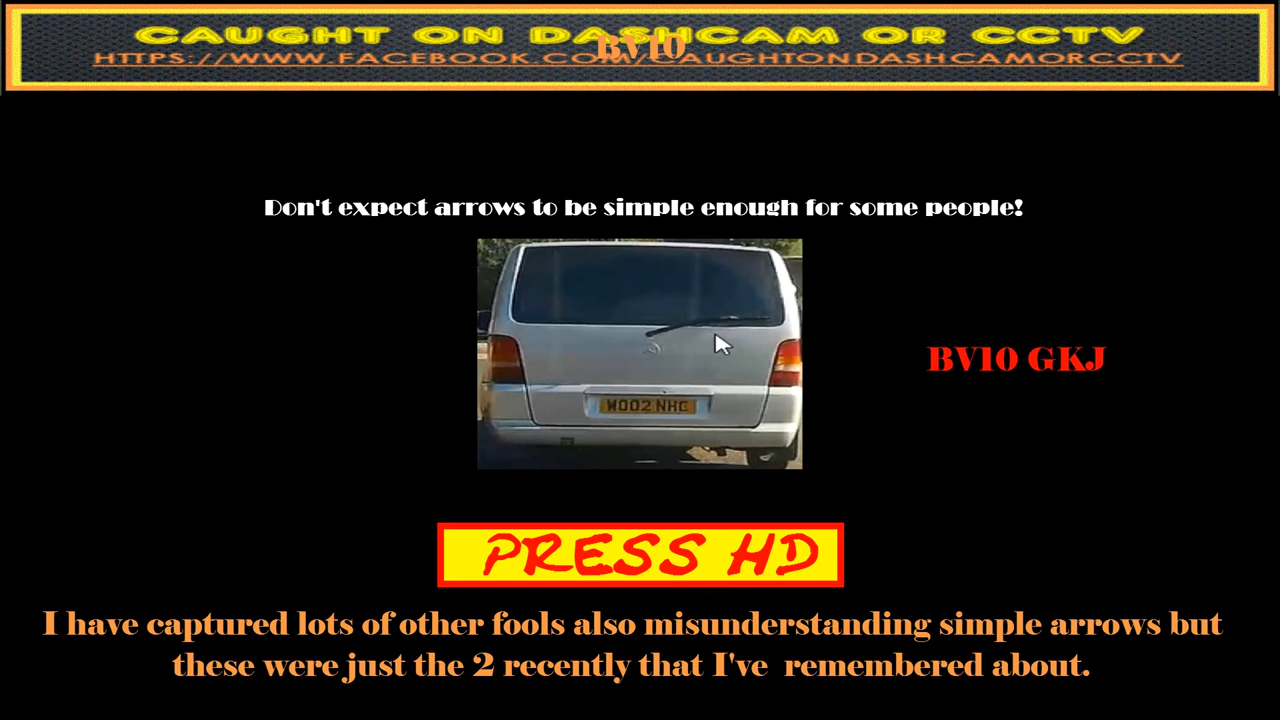 CAUGHT ON DASHCAM OR CCTV
BV10
HTTPS://WWW.FACEBOOK.COM/CAUGHTONDASHCAMORCCTV
Don't expect arrows to be simple enough for some people!
W002 NHC
BV10 GKJ
PRESS HD
I have captured lots of other fools also misunderstanding simple arrows but
these were just the 2 recently that I've remembered about.